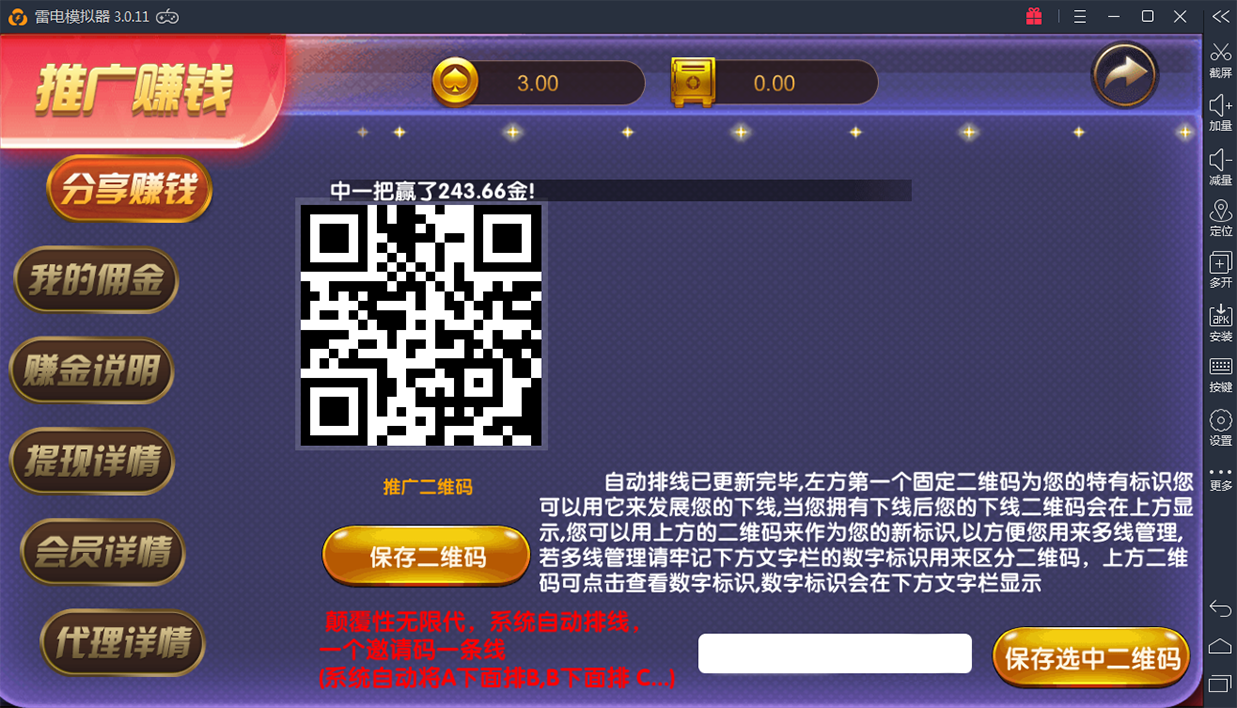 雷电模拟器 3.0.11
推广赚钱
3.00
0.00
截屏
加量
减量
定位
多开
APK
安装
按键
设置
更多
分享赚钱
我的佣金
赚金说明
提现详情
会员详情
代理详情
中一把赢了243.66金!
推广二维码
保存二维码
自动排线已更新完毕,左方第一个固定二维码为您的特有标识您
可以用它来发展您的下线,当您拥有下线后您的下线二维码会在上方显
示,您可以用上方的二维码来作为您的新标识,以方便您用来多线管理,
若多线管理请牢记下方文字栏的数字标识用来区分二维码，上方二维
码可点击查看数字标识,数字标识会在下方文字栏显示
颠覆性无限代，系统自动排线，
一个邀请码一条线
(系统自动将A下面排B,B下面排 C...)
保存选中二维码